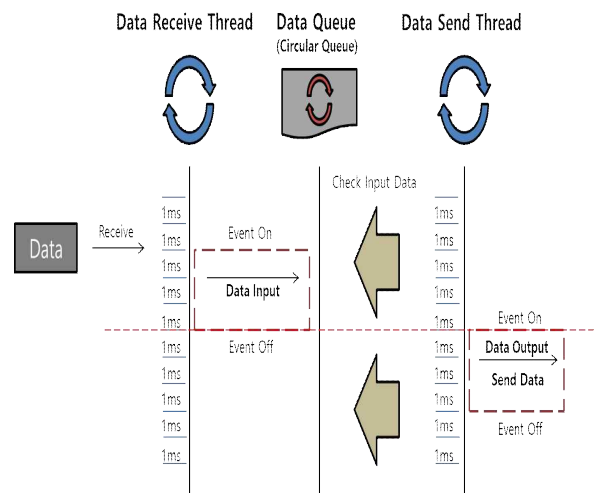 Data Receive Thread
Data Queue
(Circular Queue)
Data Send Thread
Check Input Data
1ms
1ms
Data
Receive
1ms
1ms
Event On
1ms
1ms
Data Input
1ms
1ms
1ms
1ms
Event On
1ms
1ms
Event Off
Data Output
1ms
1ms
Send Data
1ms
1ms
1ms
1ms
Event Off
1ms
1ms